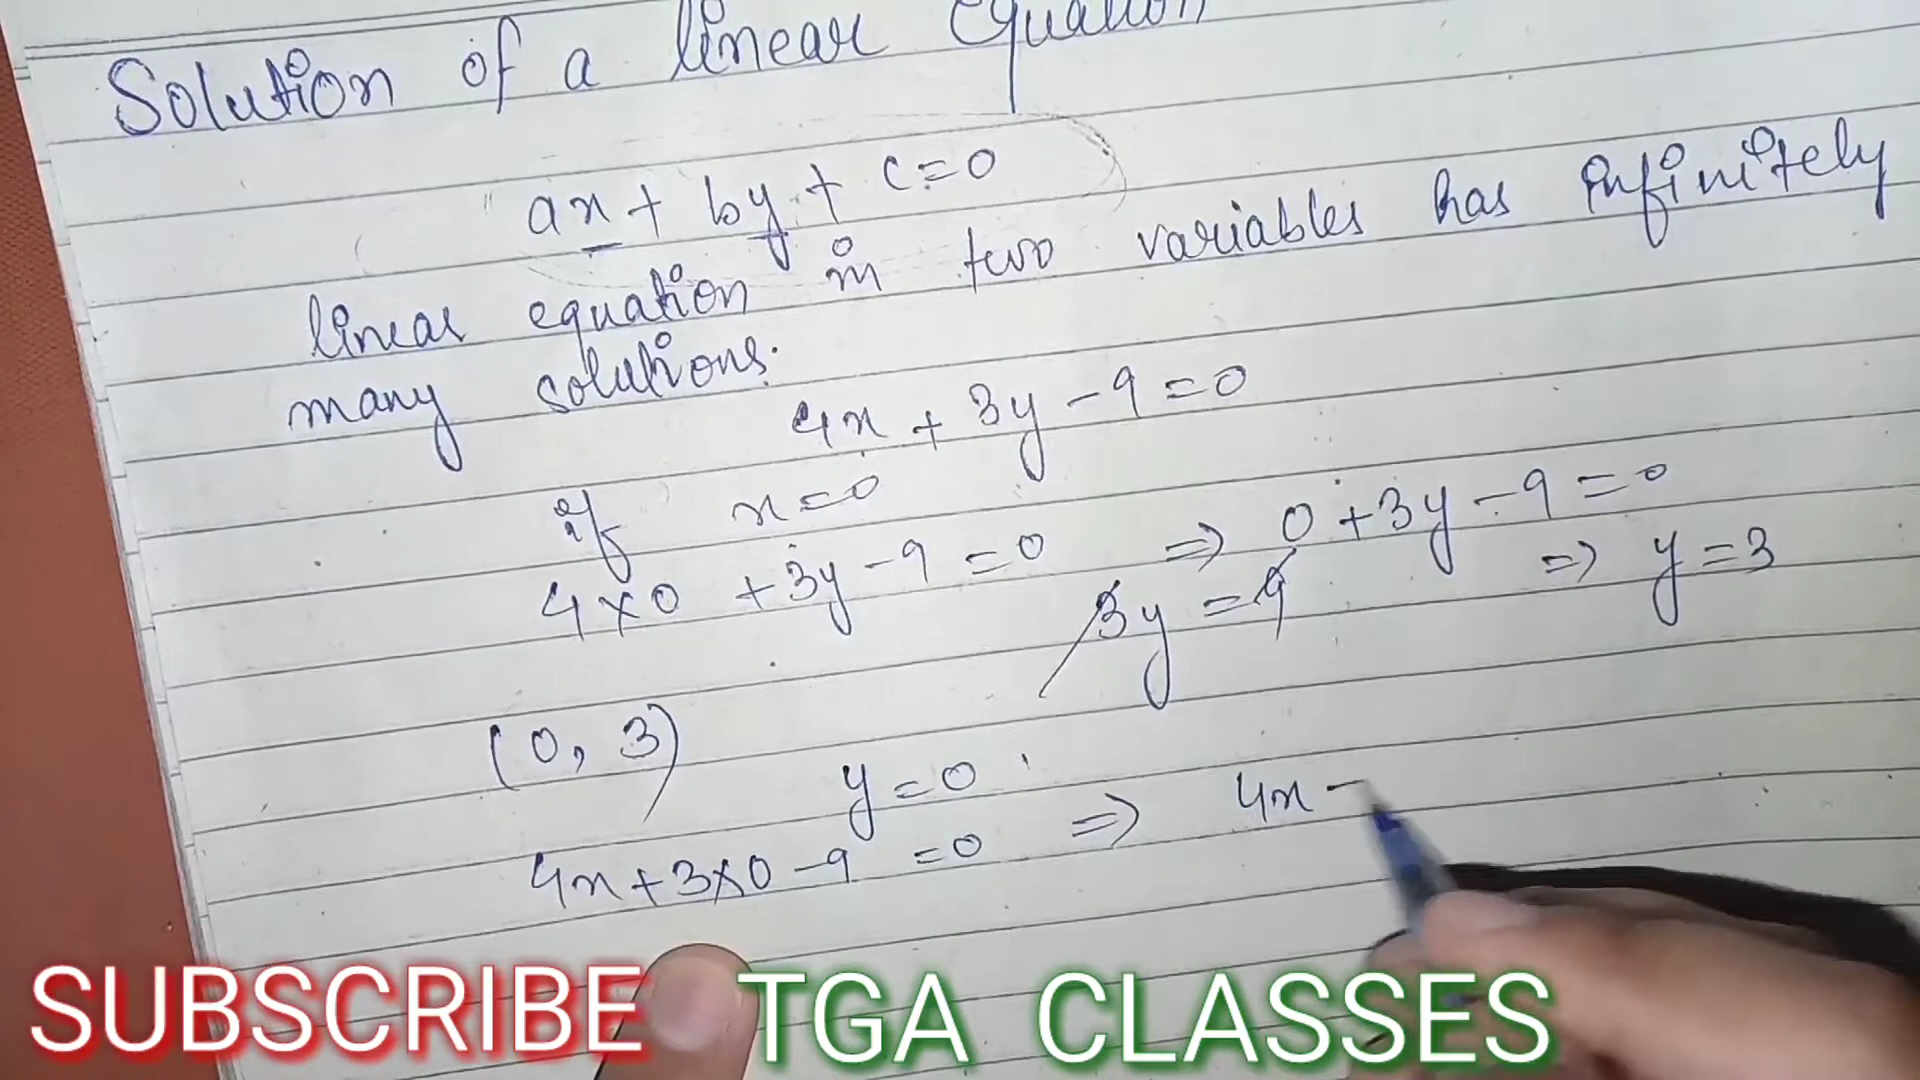 Solution of a linear Equation
ax + by + c = 0
linear equation in two variables has infinitely
many solutions.
4x + 3y - 9 = 0
if x = 0
4 × 0 + 3y - 9 = 0 ⇒ 0 + 3y - 9 = 0
3y = 9 ⇒ y = 3
(0, 3)
y = 0
4x + 3×0 - 9 = 0 ⇒ 4x -
SUBSCRIBE TGA CLASSES